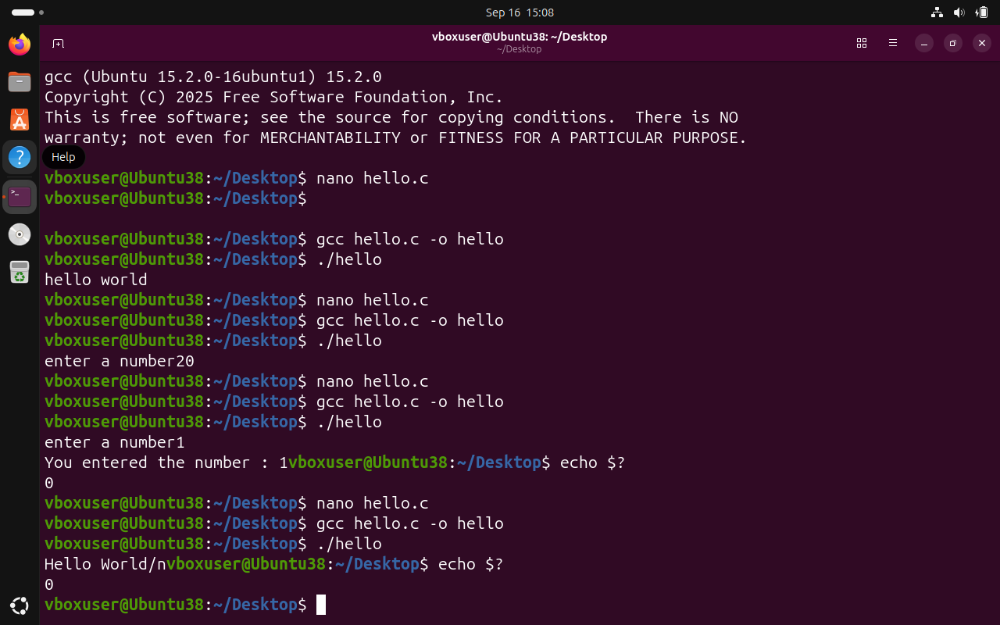 Sep 16 15:08
vboxuser@Ubuntu38: ~/Desktop
~/Desktop
gcc (Ubuntu 15.2.0-16ubuntu1) 15.2.0
Copyright (C) 2025 Free Software Foundation, Inc.
This is free software; see the source for copying conditions.  There is NO
warranty; not even for MERCHANTABILITY or FITNESS FOR A PARTICULAR PURPOSE.
Help
vboxuser@Ubuntu38:~/Desktop$ nano hello.c
vboxuser@Ubuntu38:~/Desktop$
vboxuser@Ubuntu38:~/Desktop$ gcc hello.c -o hello
vboxuser@Ubuntu38:~/Desktop$ ./hello
hello world
vboxuser@Ubuntu38:~/Desktop$ nano hello.c
vboxuser@Ubuntu38:~/Desktop$ gcc hello.c -o hello
vboxuser@Ubuntu38:~/Desktop$ ./hello
enter a number20
vboxuser@Ubuntu38:~/Desktop$ nano hello.c
vboxuser@Ubuntu38:~/Desktop$ gcc hello.c -o hello
vboxuser@Ubuntu38:~/Desktop$ ./hello
enter a number1
You entered the number : 1vboxuser@Ubuntu38:~/Desktop$ echo $?
0
vboxuser@Ubuntu38:~/Desktop$ nano hello.c
vboxuser@Ubuntu38:~/Desktop$ gcc hello.c -o hello
vboxuser@Ubuntu38:~/Desktop$ ./hello
Hello World/nvboxuser@Ubuntu38:~/Desktop$ echo $?
0
vboxuser@Ubuntu38:~/Desktop$